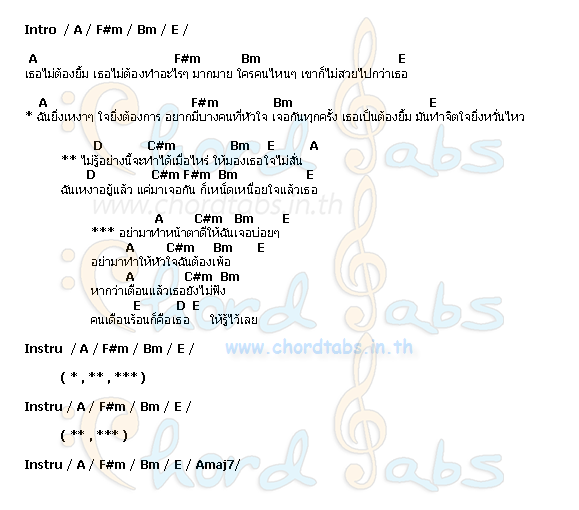 Intro / A / F#m / Bm / E /
A F#m Bm E
เธอไม่ต้องยิ้ม เธอไม่ต้องทำอะไรๆ มากมาย ใครคนไหนๆ เขาก็ไม่สวยไปกว่าเธอ
A F#m Bm E
* ฉันยิ่งเหงาๆ ใจยิ่งต้องการ อยากมีบางคนที่หัวใจ เจอกันทุกครั้ง เธอเป็นต้องยิ้ม มันทำจิตใจยิ่งหวั่นไหว
D C#m Bm E A
** ไม่รู้อย่างนี้จะทำได้เมื่อไหร่ ให้มองเธอใจไม่สั่น
D C#m F#m Bm E
ฉันเหงาอยู่แล้ว แค่มาเจอกัน ก็เหน็ดเหนื่อยใจแล้วเธอ
www.chordtabs.in.th
A C#m Bm E
*** อย่ามาทำหน้าตาดีให้ฉันเจอบ่อยๆ
A C#m Bm E
อย่ามาทำให้หัวใจฉันต้องเพ้อ
A C#m Bm
หากว่าเตือนแล้วเธอยังไม่ฟัง
E D E
คนเดือนร้อนก็คือเธอ ให้รู้ไว้เลย
Instru / A / F#m / Bm / E /
www.chordtabs.in.th
( * , ** , *** )
Instru / A / F#m / Bm / E /
( ** , *** )
Instru / A / F#m / Bm / E / Amaj7/
Chord Tabs